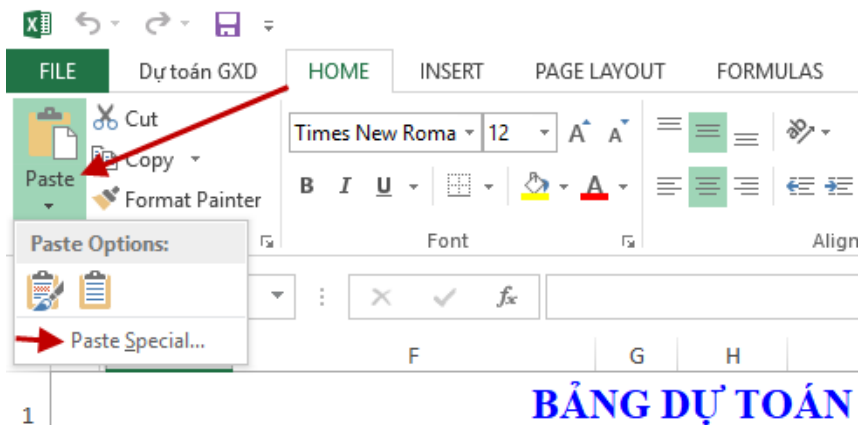 FILE Dự toán GXD HOME INSERT PAGE LAYOUT FORMULAS
Cut
Times New Roma 12 A A
Copy
Paste
B I U A
Format Painter
Paste Options:
Font
Align
fx
Paste Special...
F G H
1 BẢNG DỰ TOÁN